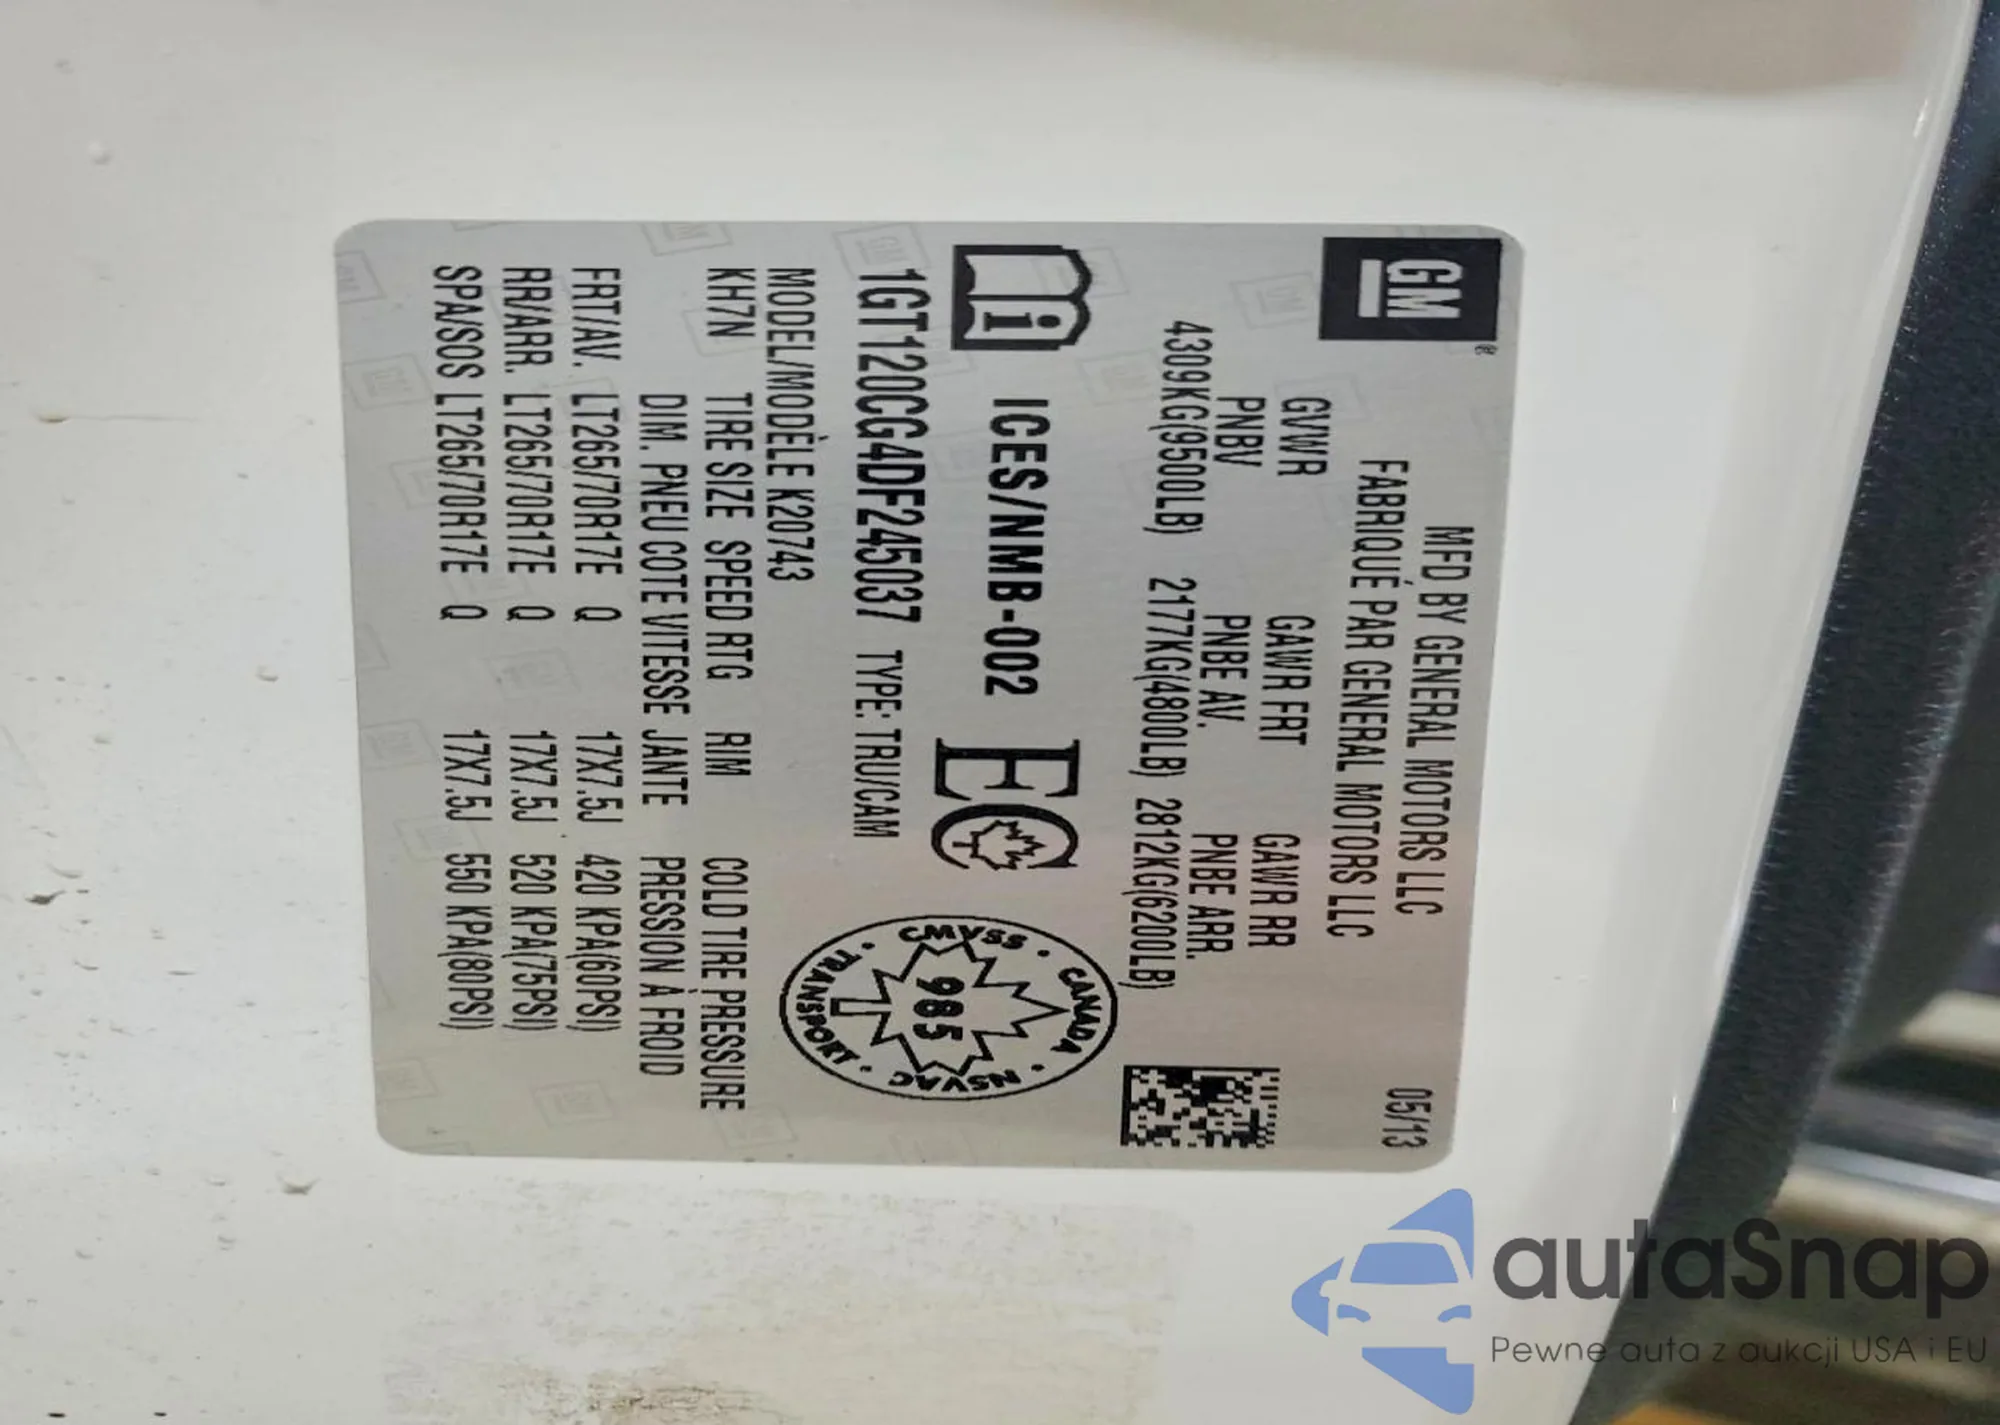 GM®
MFD BY GENERAL MOTORS LLC 05/13
FABRIQUÉ PAR GENERAL MOTORS LLC
GVWR GAWR FRT GAWR RR
PNBV PNBE AV. PNBE ARR.
4309KG(9500LB) 2177KG(4800LB) 2812KG(6200LB)
i ICES/NMB-002 EC
CMVSS · CANADA · NSVAC · TRANSPORT ·
985
1GT120CG4DF245037 TYPE: TRU/CAM
MODEL/MODÈLE K20743
KH7N TIRE SIZE SPEED RTG RIM COLD TIRE PRESSURE
DIM. PNEU COTE VITESSE JANTE PRESSION À FROID
FRT/AV. LT265/70R17E Q 17X7.5J 420 KPA(60PSI)
RR/ARR. LT265/70R17E Q 17X7.5J 520 KPA(75PSI)
SPA/SOS LT265/70R17E Q 17X7.5J 550 KPA(80PSI)
autaSnap
Pewne auta z aukcji USA i EU